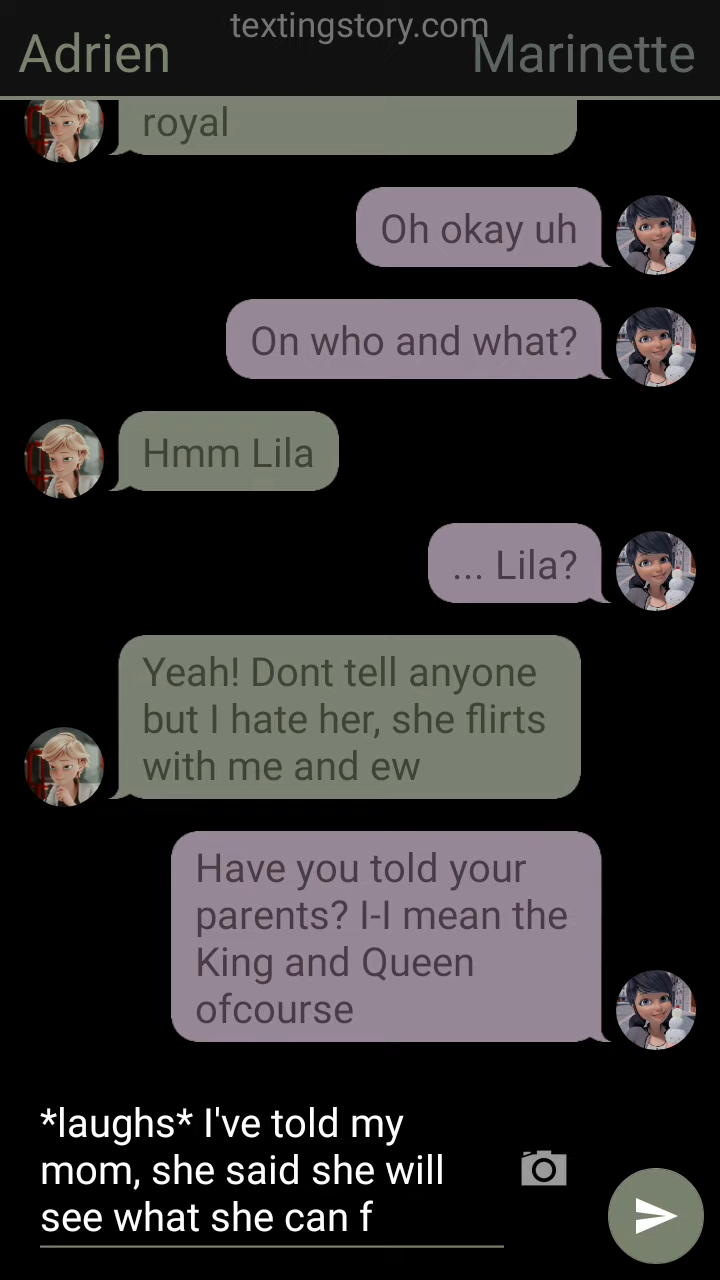 textingstory.com
Adrien
Marinette
royal
Oh okay uh
On who and what?
Hmm Lila
... Lila?
Yeah! Dont tell anyone
but I hate her, she flirts
with me and ew
Have you told your
parents? I-I mean the
King and Queen
ofcourse
*laughs* I've told my
mom, she said she will
see what she can f